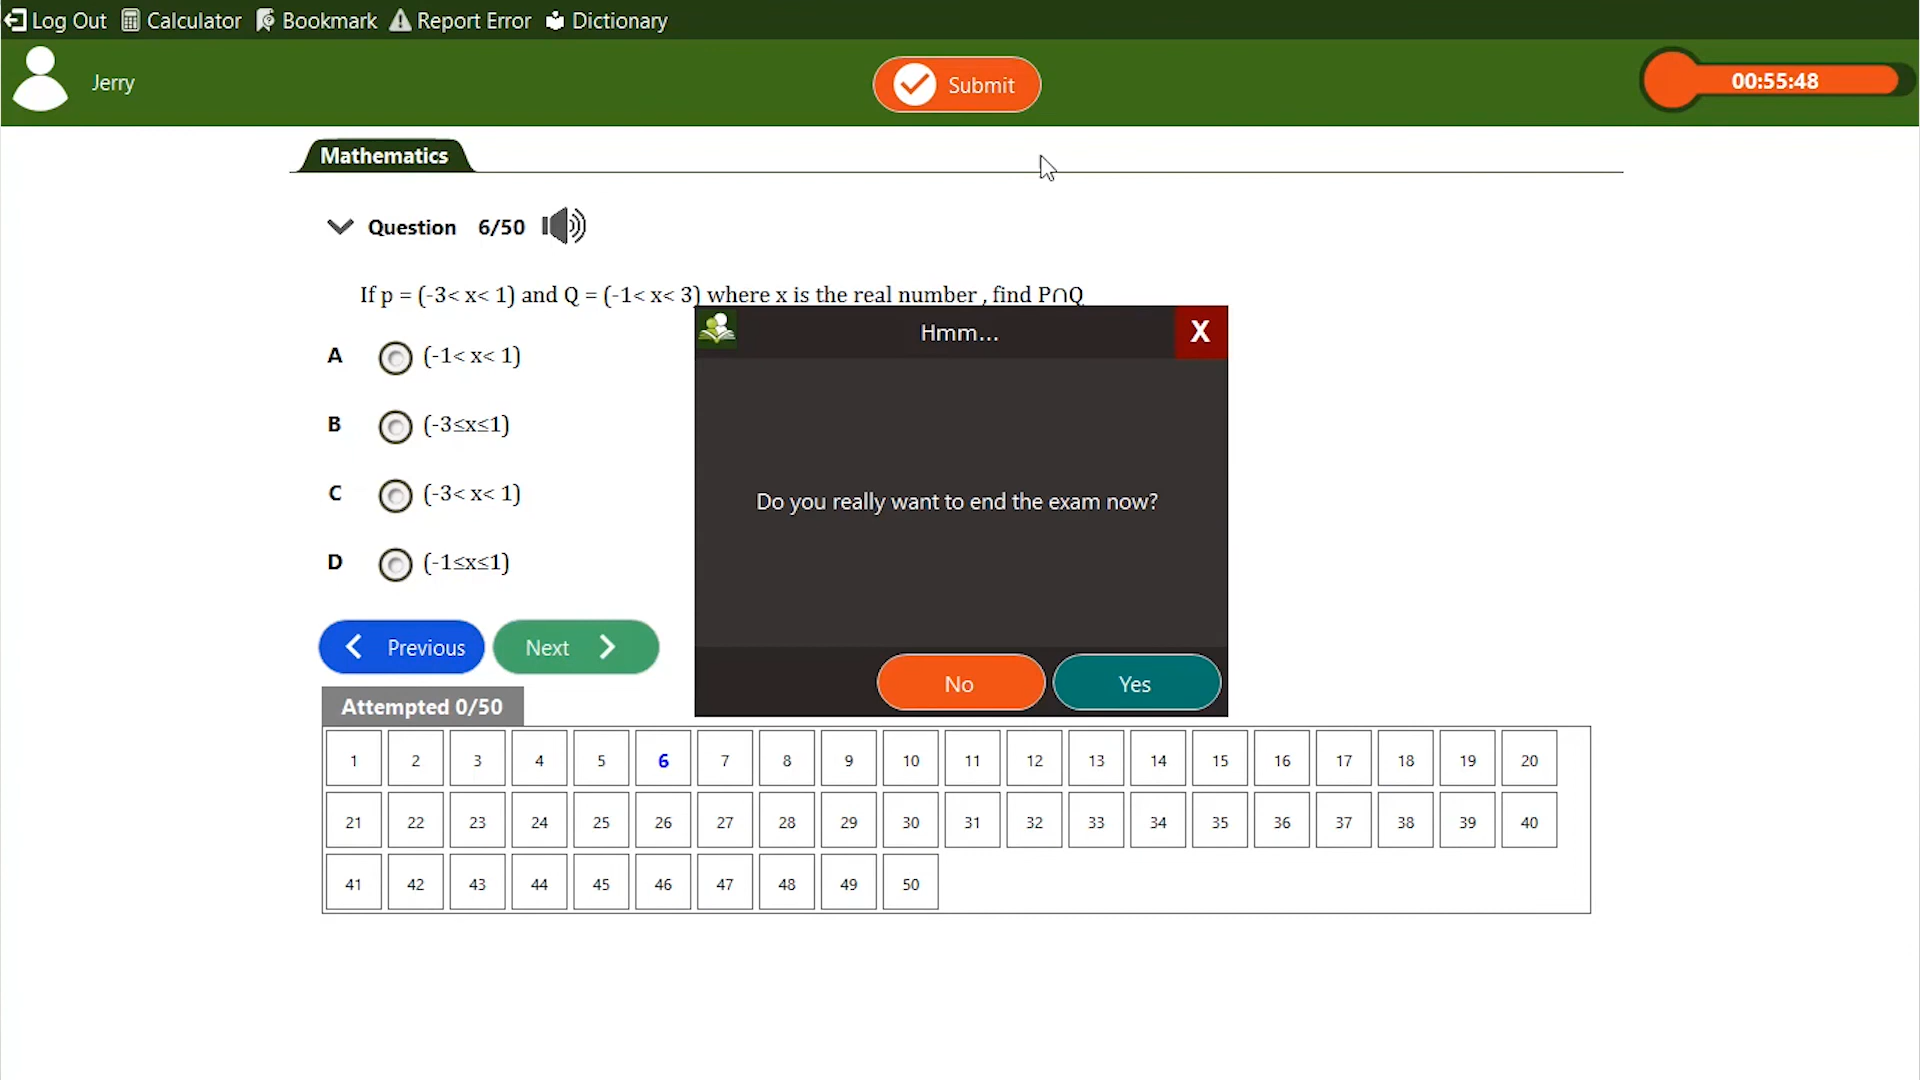 Log Out Calculator Bookmark Report Error Dictionary
Jerry
Submit
00:55:48
Mathematics
Question 6/50
If p = (-3< x< 1) and Q = (-1< x< 3) where x is the real number , find P∩Q
A (-1< x< 1)
B (-3≤x≤1)
C (-3< x< 1)
D (-1≤x≤1)
Hmm...
X
Do you really want to end the exam now?
No Yes
Previous Next
Attempted 0/50
1 2 3 4 5 6 7 8 9 10 11 12 13 14 15 16 17 18 19 20
21 22 23 24 25 26 27 28 29 30 31 32 33 34 35 36 37 38 39 40
41 42 43 44 45 46 47 48 49 50